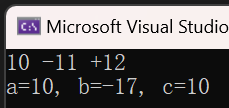 Microsoft Visual Studio
10 -11 +12
a=10, b=-17, c=10